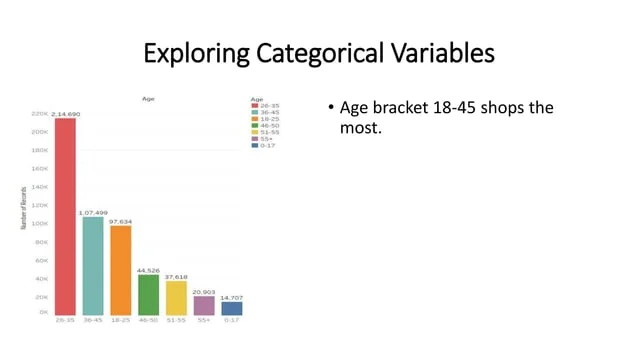 Exploring Categorical Variables
Age
Age
26-35
36-45
18-25
46-50
51-55
55+
0-17
• Age bracket 18-45 shops the
most.
Number of Records
220K
200K
180K
160K
140K
120K
100K
80K
60K
40K
20K
0K
2,14,690
1,07,499
97,634
44,526
37,618
20,903
14,707
26-35 36-45 18-25 46-50 51-55 55+ 0-17